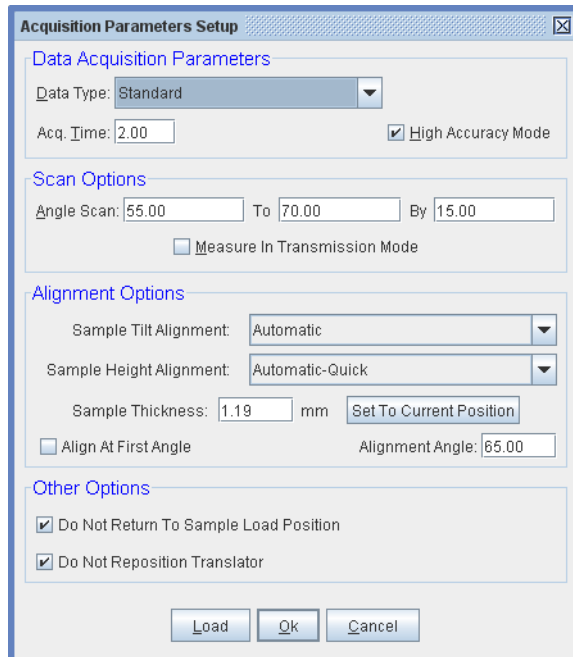 Acquisition Parameters Setup
Data Acquisition Parameters
Data Type: Standard
Acq. Time: 2.00 High Accuracy Mode
Scan Options
Angle Scan: 55.00 To 70.00 By 15.00
Measure In Transmission Mode
Alignment Options
Sample Tilt Alignment: Automatic
Sample Height Alignment: Automatic-Quick
Sample Thickness: 1.19 mm Set To Current Position
Align At First Angle Alignment Angle: 65.00
Other Options
Do Not Return To Sample Load Position
Do Not Reposition Translator
Load Ok Cancel